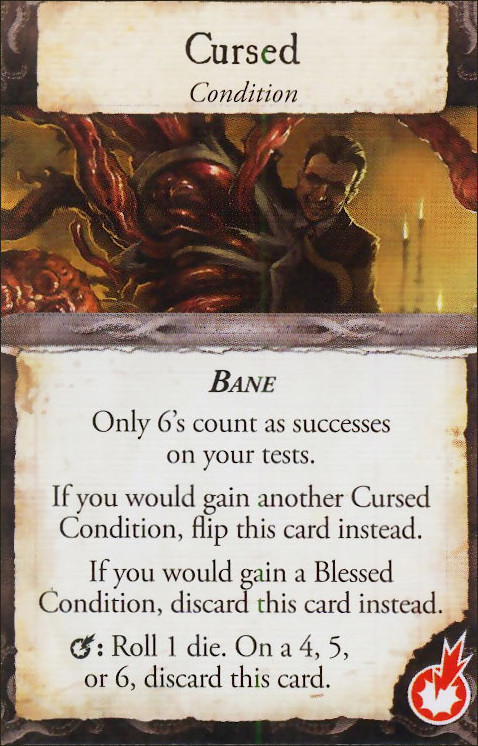 Cursed
Condition
BANE
Only 6's count as successes
on your tests.
If you would gain another Cursed
Condition, flip this card instead.
If you would gain a Blessed
Condition, discard this card instead.
: Roll 1 die. On a 4, 5,
or 6, discard this card.